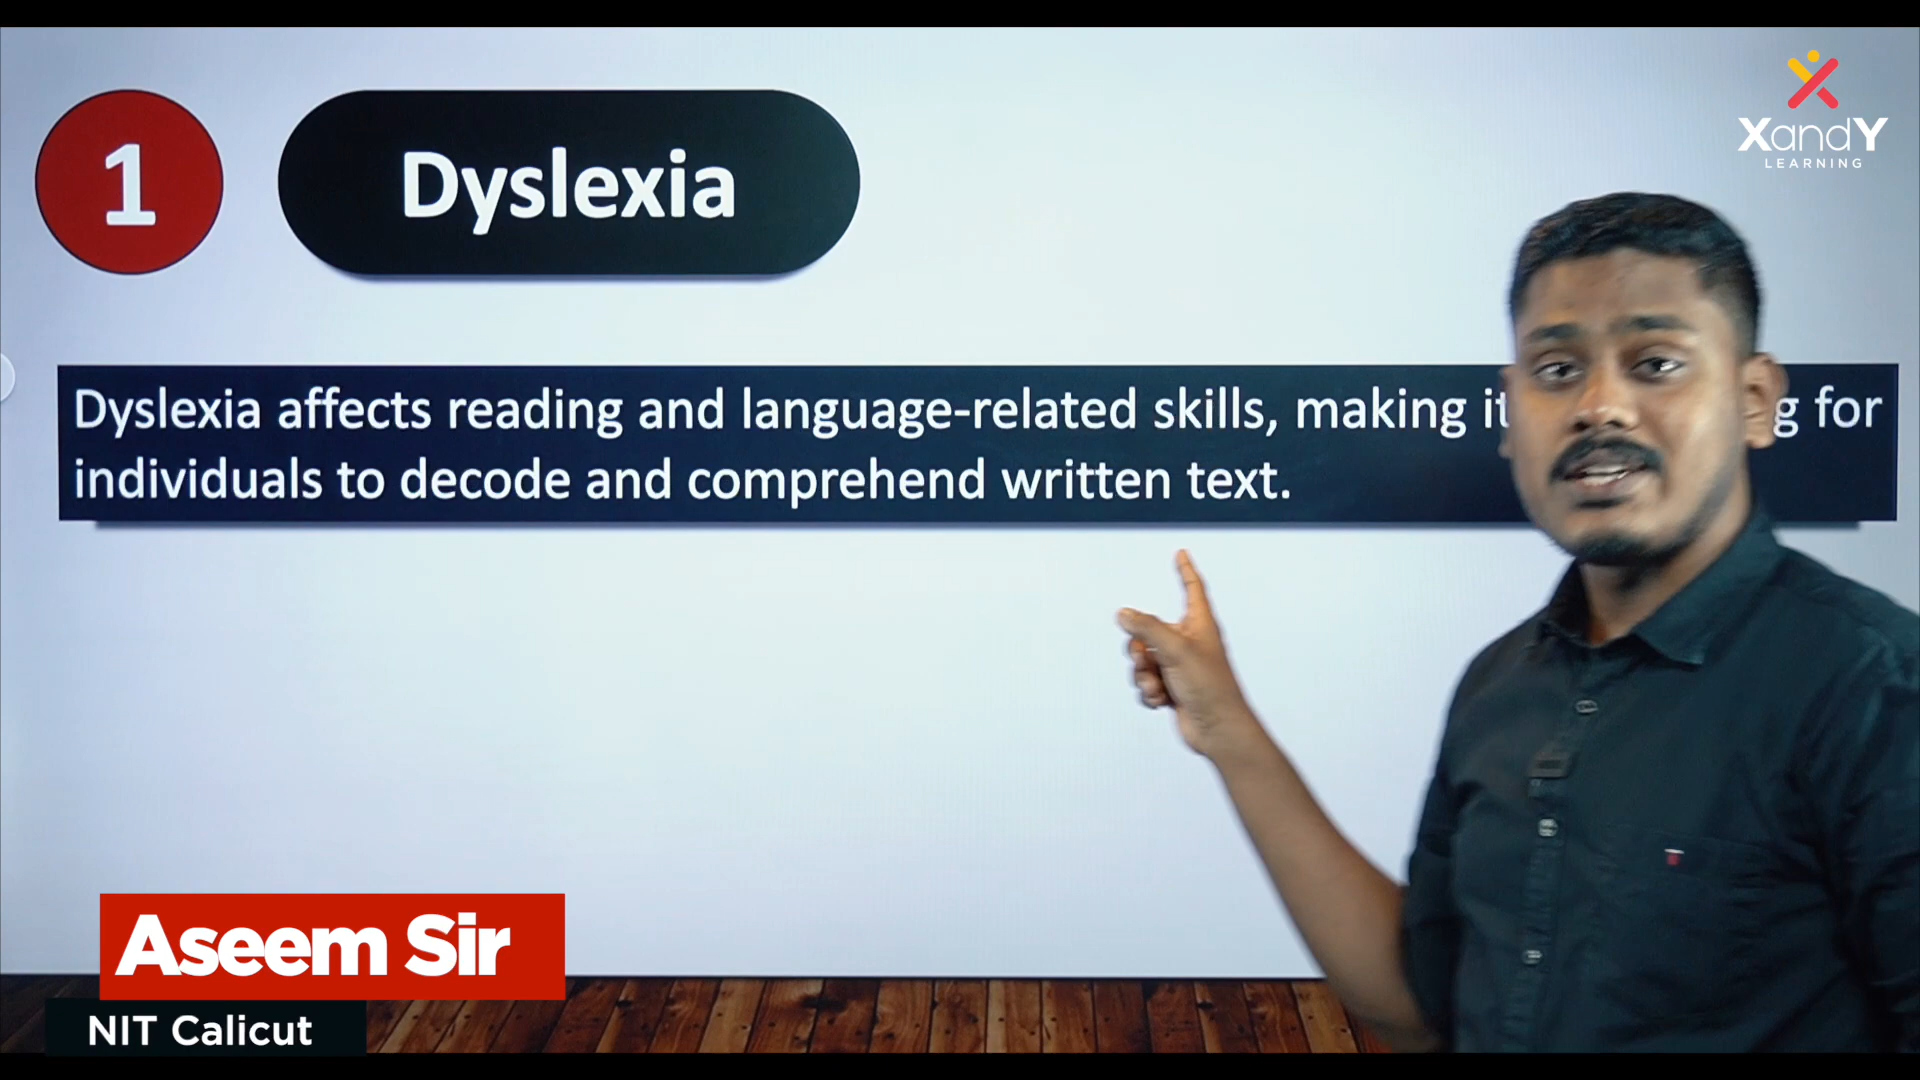 1
Dyslexia
XandY
LEARNING
Dyslexia affects reading and language-related skills, making it for
individuals to decode and comprehend written text.
Aseem Sir
NIT Calicut